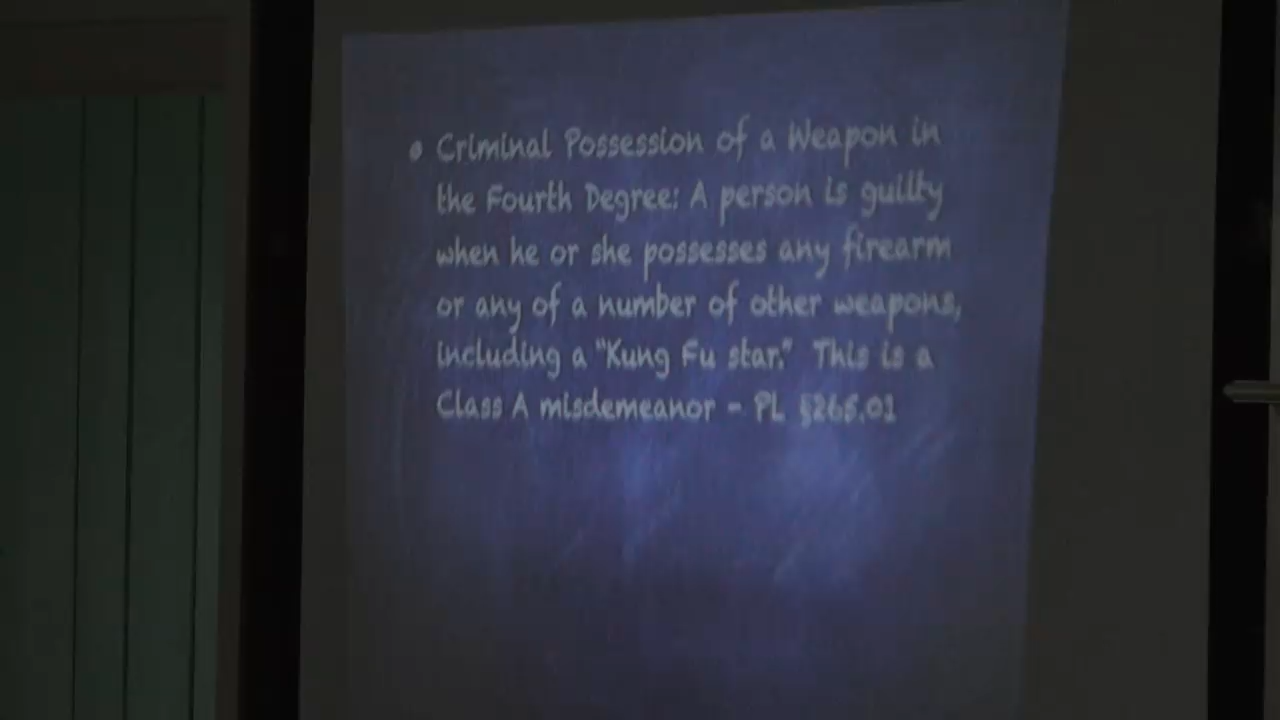 • Criminal Possession of a Weapon in
the Fourth Degree: A person is guilty
when he or she possesses any firearm
or any of a number of other weapons,
including a "Kung Fu star." This is a
Class A misdemeanor - PL §265.01